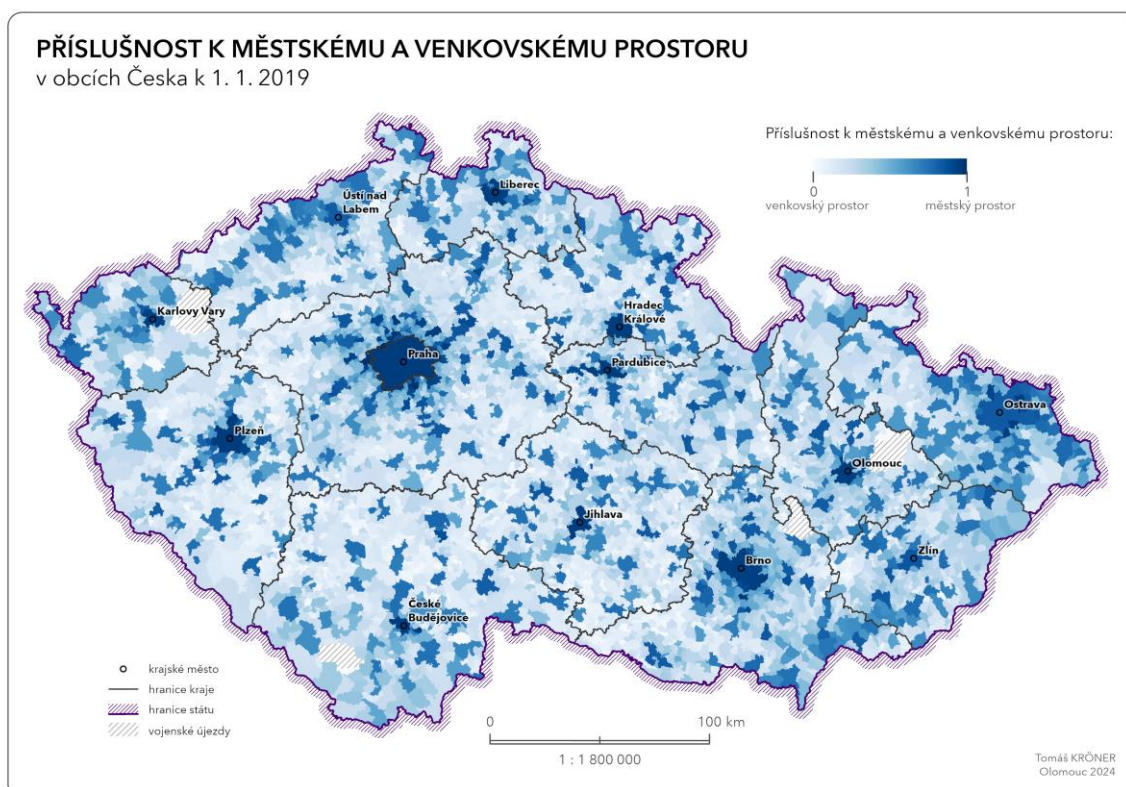 PŘÍSLUŠNOST K MĚSTSKÉMU A VENKOVSKÉMU PROSTORU
v obcích Česka k 1. 1. 2019
Příslušnost k městskému a venkovskému prostoru:
0
1
venkovský prostor
městský prostor
Liberec
Ústí nad
Labem
Karlovy Vary
Hradec
Králové
Praha
Pardubice
Ostrava
Plzeň
Olomouc
Jihlava
Zlín
Brno
České
Budějovice
krajské město
hranice kraje
hranice státu
vojenské újezdy
0
100 km
1 : 1 800 000
Tomáš KRÖNER
Olomouc 2024